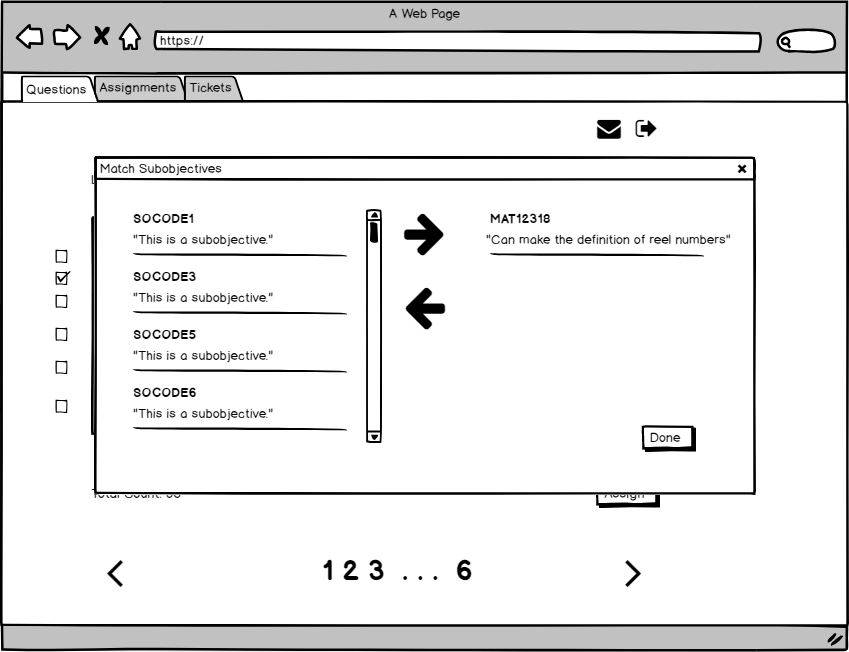 A Web Page
https://
Questions Assignments Tickets
Match Subobjectives
SOCODE1
"This is a subobjective."
SOCODE3
"This is a subobjective."
SOCODE5
"This is a subobjective."
SOCODE6
"This is a subobjective."
MAT12318
"Can make the definition of reel numbers"
Done
Total Count:
Assign
1 2 3 ... 6